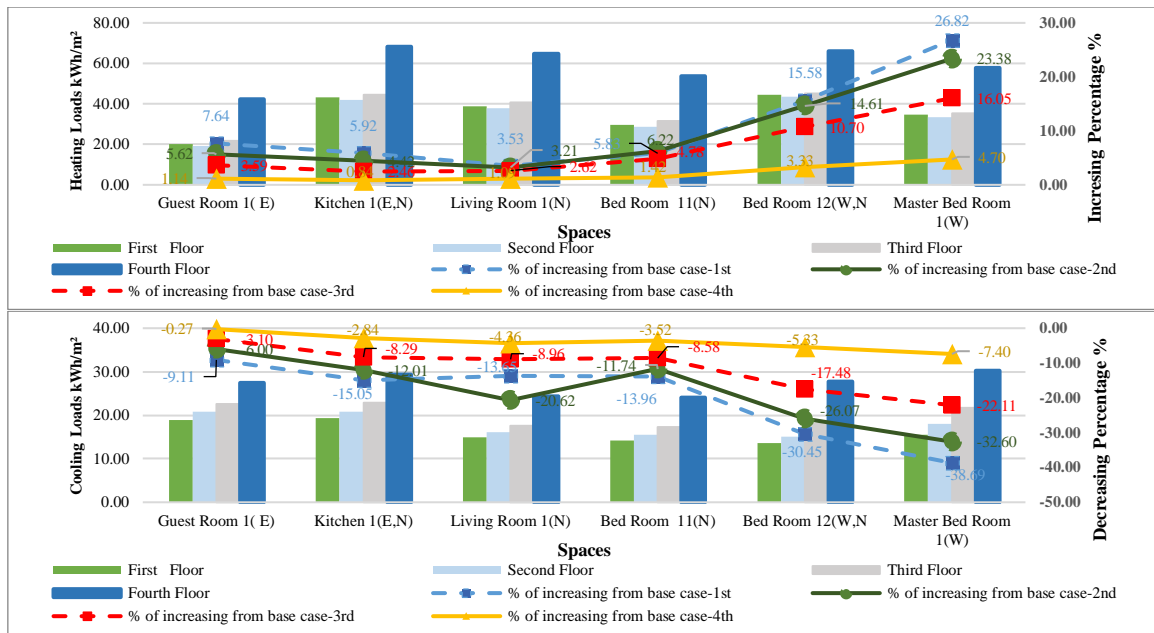 Heating Loads kWh/m²
80.00
60.00
40.00
20.00
0.00
30.00
20.00
10.00
0.00
Incresing Percentage %
26.82
23.38
16.05
4.70
15.58
14.61
10.70
3.33
7.64
5.62
3.69
5.92
3.53
3.21
2.62
6.22
4.78
1.42
Guest Room 1( E)
Kitchen 1(E,N)
Living Room 1(N)
Bed Room 11(N)
Bed Room 12(W,N
Master Bed Room 1(W)
Spaces
First Floor
Second Floor
Third Floor
Fourth Floor
% of increasing from base case-1st
% of increasing from base case-2nd
% of increasing from base case-3rd
% of increasing from base case-4th
Cooling Loads kWh/m²
40.00
30.00
20.00
10.00
0.00
0.00
-10.00
-20.00
-30.00
-40.00
-50.00
Decreasing Percentage %
-0.27
-3.10
-6.00
-9.11
-2.84
-8.29
-12.01
-15.05
-4.36
-8.96
-20.62
-3.52
-8.58
-11.74
-13.96
-5.33
-17.48
-26.07
-30.45
-7.40
-22.11
-32.60
-38.69
Guest Room 1( E)
Kitchen 1(E,N)
Living Room 1(N)
Bed Room 11(N)
Bed Room 12(W,N
Master Bed Room 1(W)
Spaces
First Floor
Second Floor
Third Floor
Fourth Floor
% of increasing from base case-1st
% of increasing from base case-2nd
% of increasing from base case-3rd
% of increasing from base case-4th